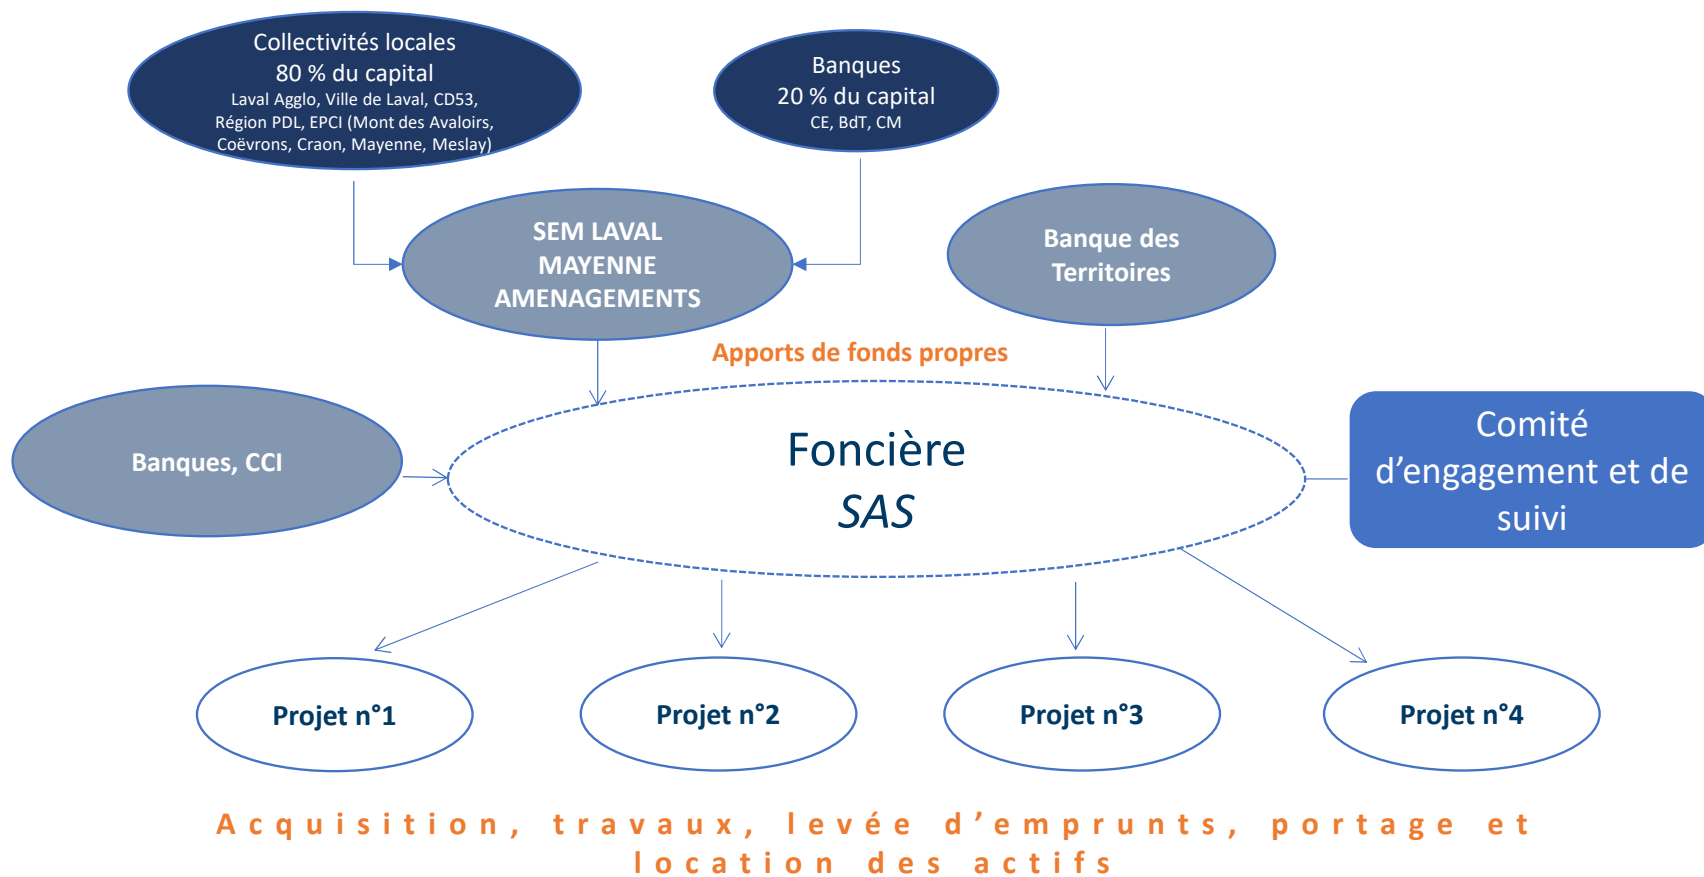 Collectivités locales
80 % du capital
Laval Agglo, Ville de Laval, CD53,
Région PDL, EPCI (Mont des Avaloirs,
Coëvrons, Craon, Mayenne, Meslay)
Banques
20 % du capital
CE, BdT, CM
SEM LAVAL
MAYENNE
AMENAGEMENTS
Banque des
Territoires
Apports de fonds propres
Banques, CCI
Foncière
SAS
Comité
d’engagement et de
suivi
Projet n°1
Projet n°2
Projet n°3
Projet n°4
Acquisition, travaux, levée d’emprunts, portage et
location des actifs